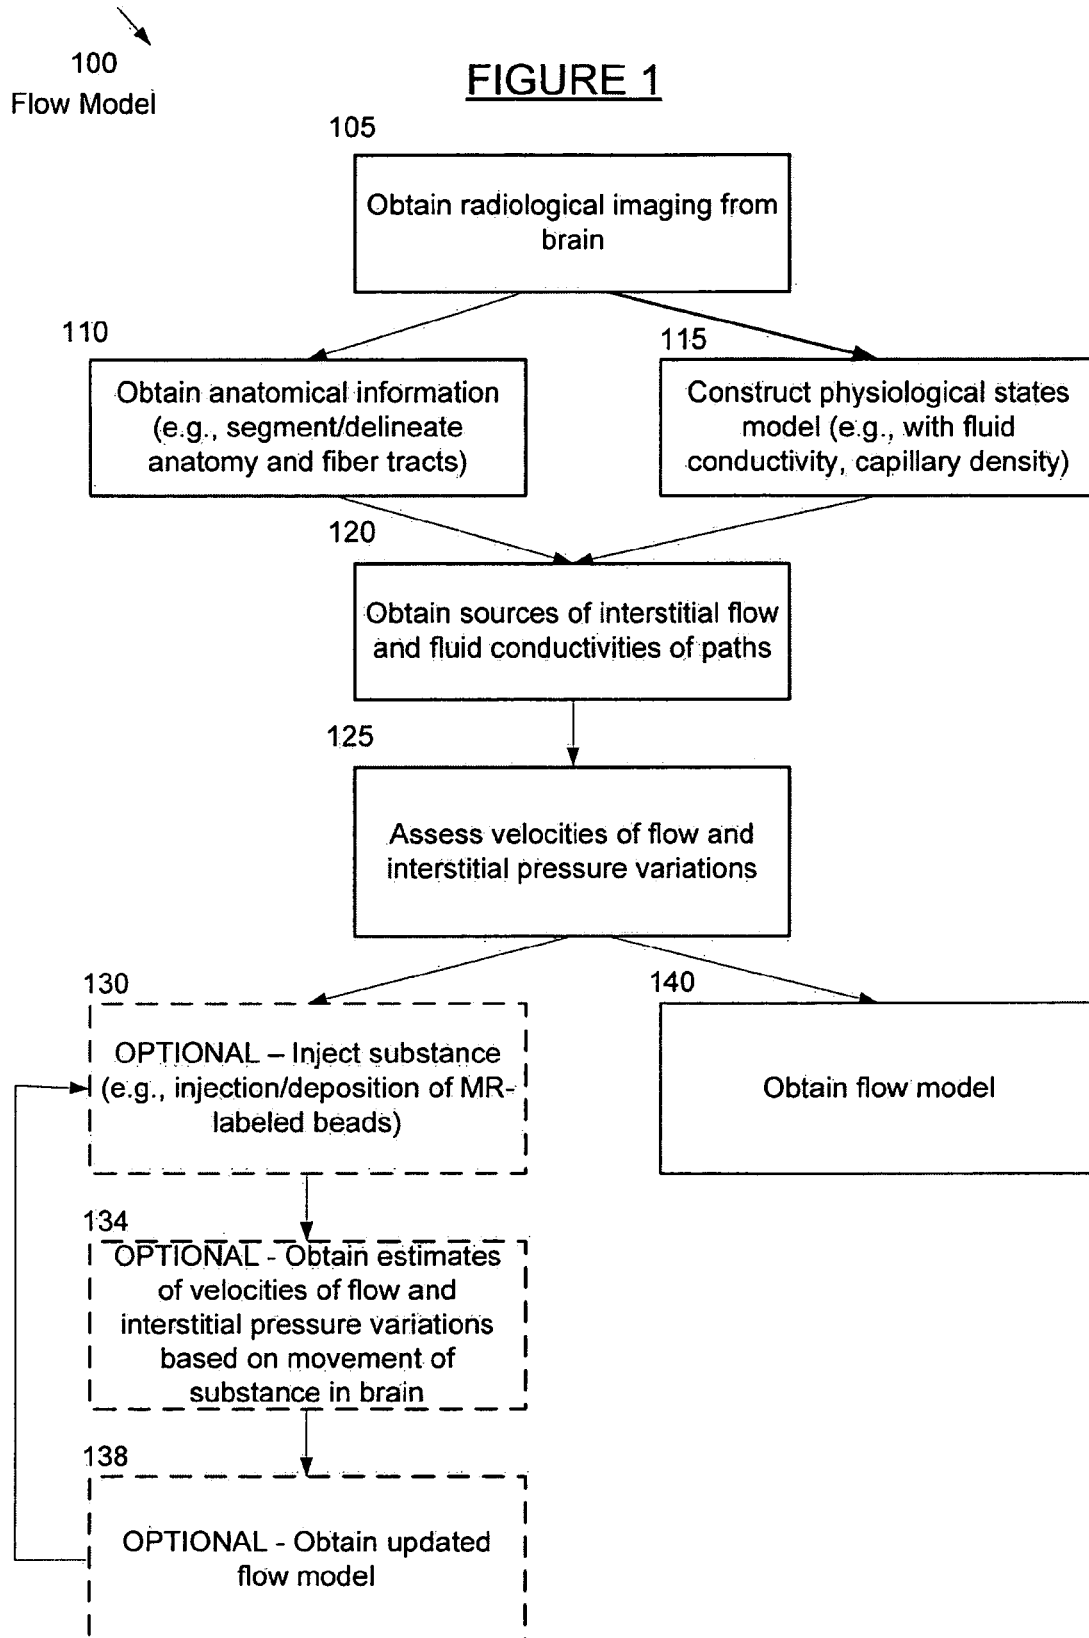 100
Flow Model
FIGURE 1
105
Obtain radiological imaging from
brain
110
Obtain anatomical information
(e.g., segment/delineate
anatomy and fiber tracts)
115
Construct physiological states
model (e.g., with fluid
conductivity, capillary density)
120
Obtain sources of interstitial flow
and fluid conductivities of paths
125
Assess velocities of flow and
interstitial pressure variations
130
OPTIONAL – Inject substance
(e.g., injection/deposition of MR-
labeled beads)
140
Obtain flow model
134
OPTIONAL - Obtain estimates
of velocities of flow and
interstitial pressure variations
based on movement of
substance in brain
138
OPTIONAL - Obtain updated
flow model